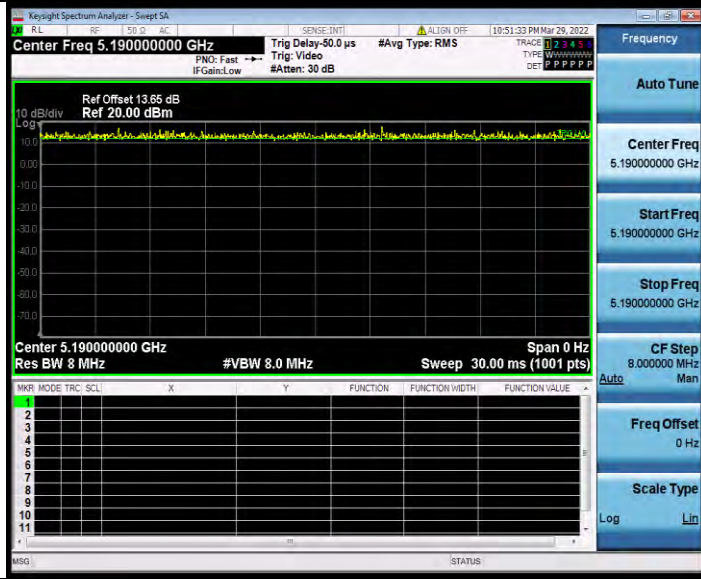 Keysight Spectrum Analyzer - Swept SA
RL RF 50 Ω AC SENSE:INT ALIGN OFF 10:51:33 PM Mar 29, 2022
Center Freq 5.190000000 GHz
PNO: Fast
IFGain:Low
Trig Delay-50.0 µs
Trig: Video
#Atten: 30 dB
#Avg Type: RMS
TRACE 1 2 3 4 5 6
TYPE WWWWWW
DET P P P P P P
Ref Offset 13.65 dB
10 dB/div Ref 20.00 dBm
Log
10.0
0.00
-10.0
-20.0
-30.0
-40.0
-50.0
-60.0
-70.0
Center 5.190000000 GHz Span 0 Hz
Res BW 8 MHz #VBW 8.0 MHz Sweep 30.00 ms (1001 pts)
MKR MODE TRC SCL X Y FUNCTION FUNCTION WIDTH FUNCTION VALUE
1
2
3
4
5
6
7
8
9
10
11
MSG STATUS
Frequency
Auto Tune
Center Freq
5.190000000 GHz
Start Freq
5.190000000 GHz
Stop Freq
5.190000000 GHz
CF Step
8.000000 MHz
Auto Man
Freq Offset
0 Hz
Scale Type
Log Lin